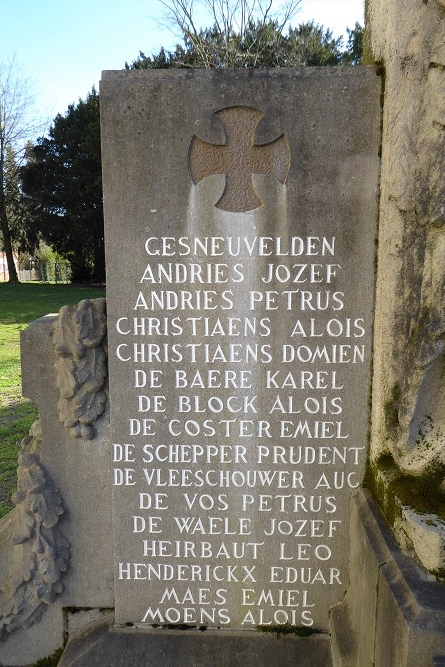 GESNEUVELDEN
ANDRIES JOZEF
ANDRIES PETRUS
CHRISTIAENS ALOIS
CHRISTIAENS DOMIEN
DE BAERE KAREL
DE BLOCK ALOIS
DE COSTER EMIEL
DE SCHEPPER PRUDENT
DE VLEESCHOUWER AUG
DE VOS PETRUS
DE WAELE JOZEF
HEIRBAUT LEO
HENDERICKX EDUAR
MAES EMIEL
MOENS ALOIS